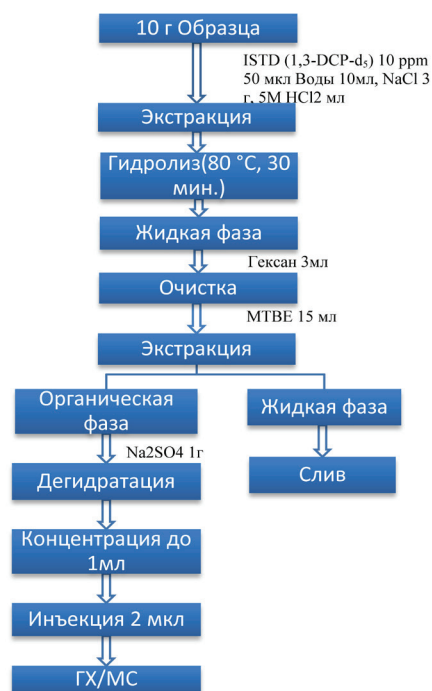 10 г Образца
ISTD (1,3-DCP-d₅) 10 ppm
50 мкл Воды 10мл, NaCl 3
г, 5M HCl2 мл
Экстракция
Гидролиз(80 °C, 30
мин.)
Жидкая фаза
Гексан 3мл
Очистка
МТВЕ 15 мл
Экстракция
Органическая
фаза
Жидкая фаза
Na2SO4 1г
Слив
Дегидратация
Концентрация до
1мл
Инъекция 2 мкл
ГХ/МС